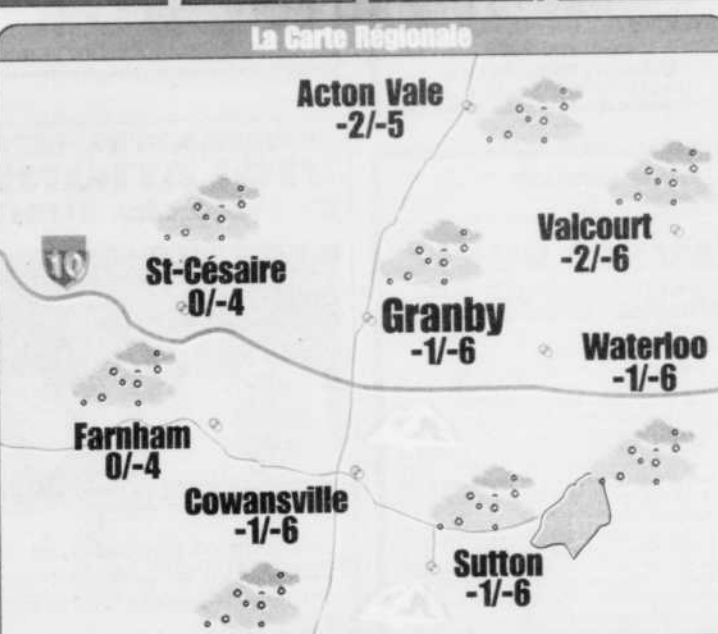 La Carte Régionale
Acton Vale
-2/-5
Valcourt
-2/-6
10
St-Césaire
0/-4
Granby
-1/-6
Waterloo
-1/-6
Farnham
0/-4
Cowansville
-1/-6
Sutton
-1/-6